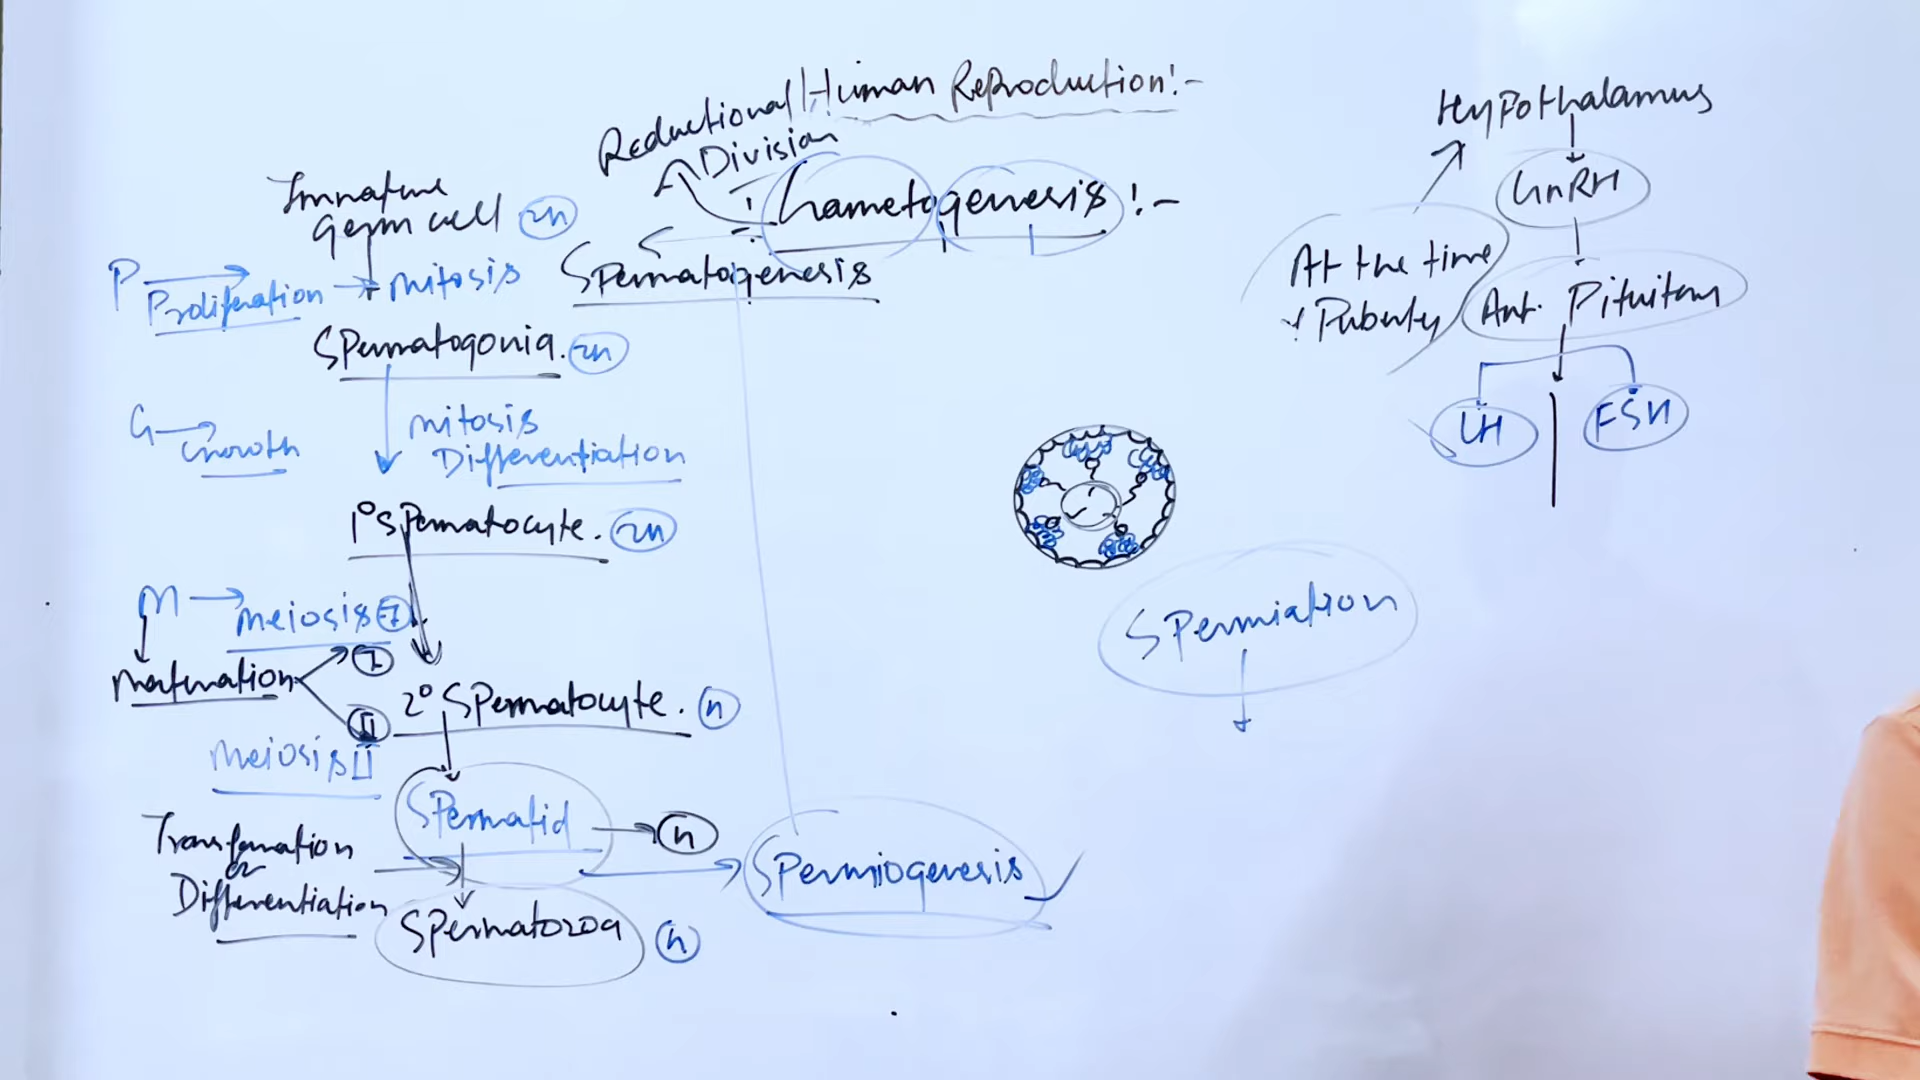 Human Reproduction:-
Reductional
Division
Gametogenesis:-
Spermatogenesis
Immature
germ cell 2n
P
Proliferation → mitosis
Spermatogonia. 2n
G
Growth
mitosis
Differentiation
1° Spermatocyte. 2n
M → meiosis I
maturation
I
II
2° Spermatocyte. n
meiosis II
Spermatid → n
Transformation
or
Differentiation
Spermiogenesis ✓
Spermatozoa n
Spermiation
Hypothalamus
GnRH
At the time
Puberty
Ant. Pituitary
LH
FSH